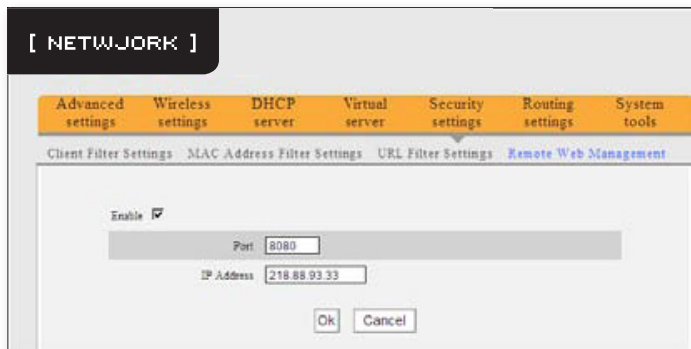 [ NETWJORK ]
Advanced settings
Wireless settings
DHCP server
Virtual server
Security settings
Routing settings
System tools
Client Filter Settings MAC Address Filter Settings URL Filter Settings Remote Web Management
Enable
Port 8080
IP Address 218.88.93.33
Ok Cancel